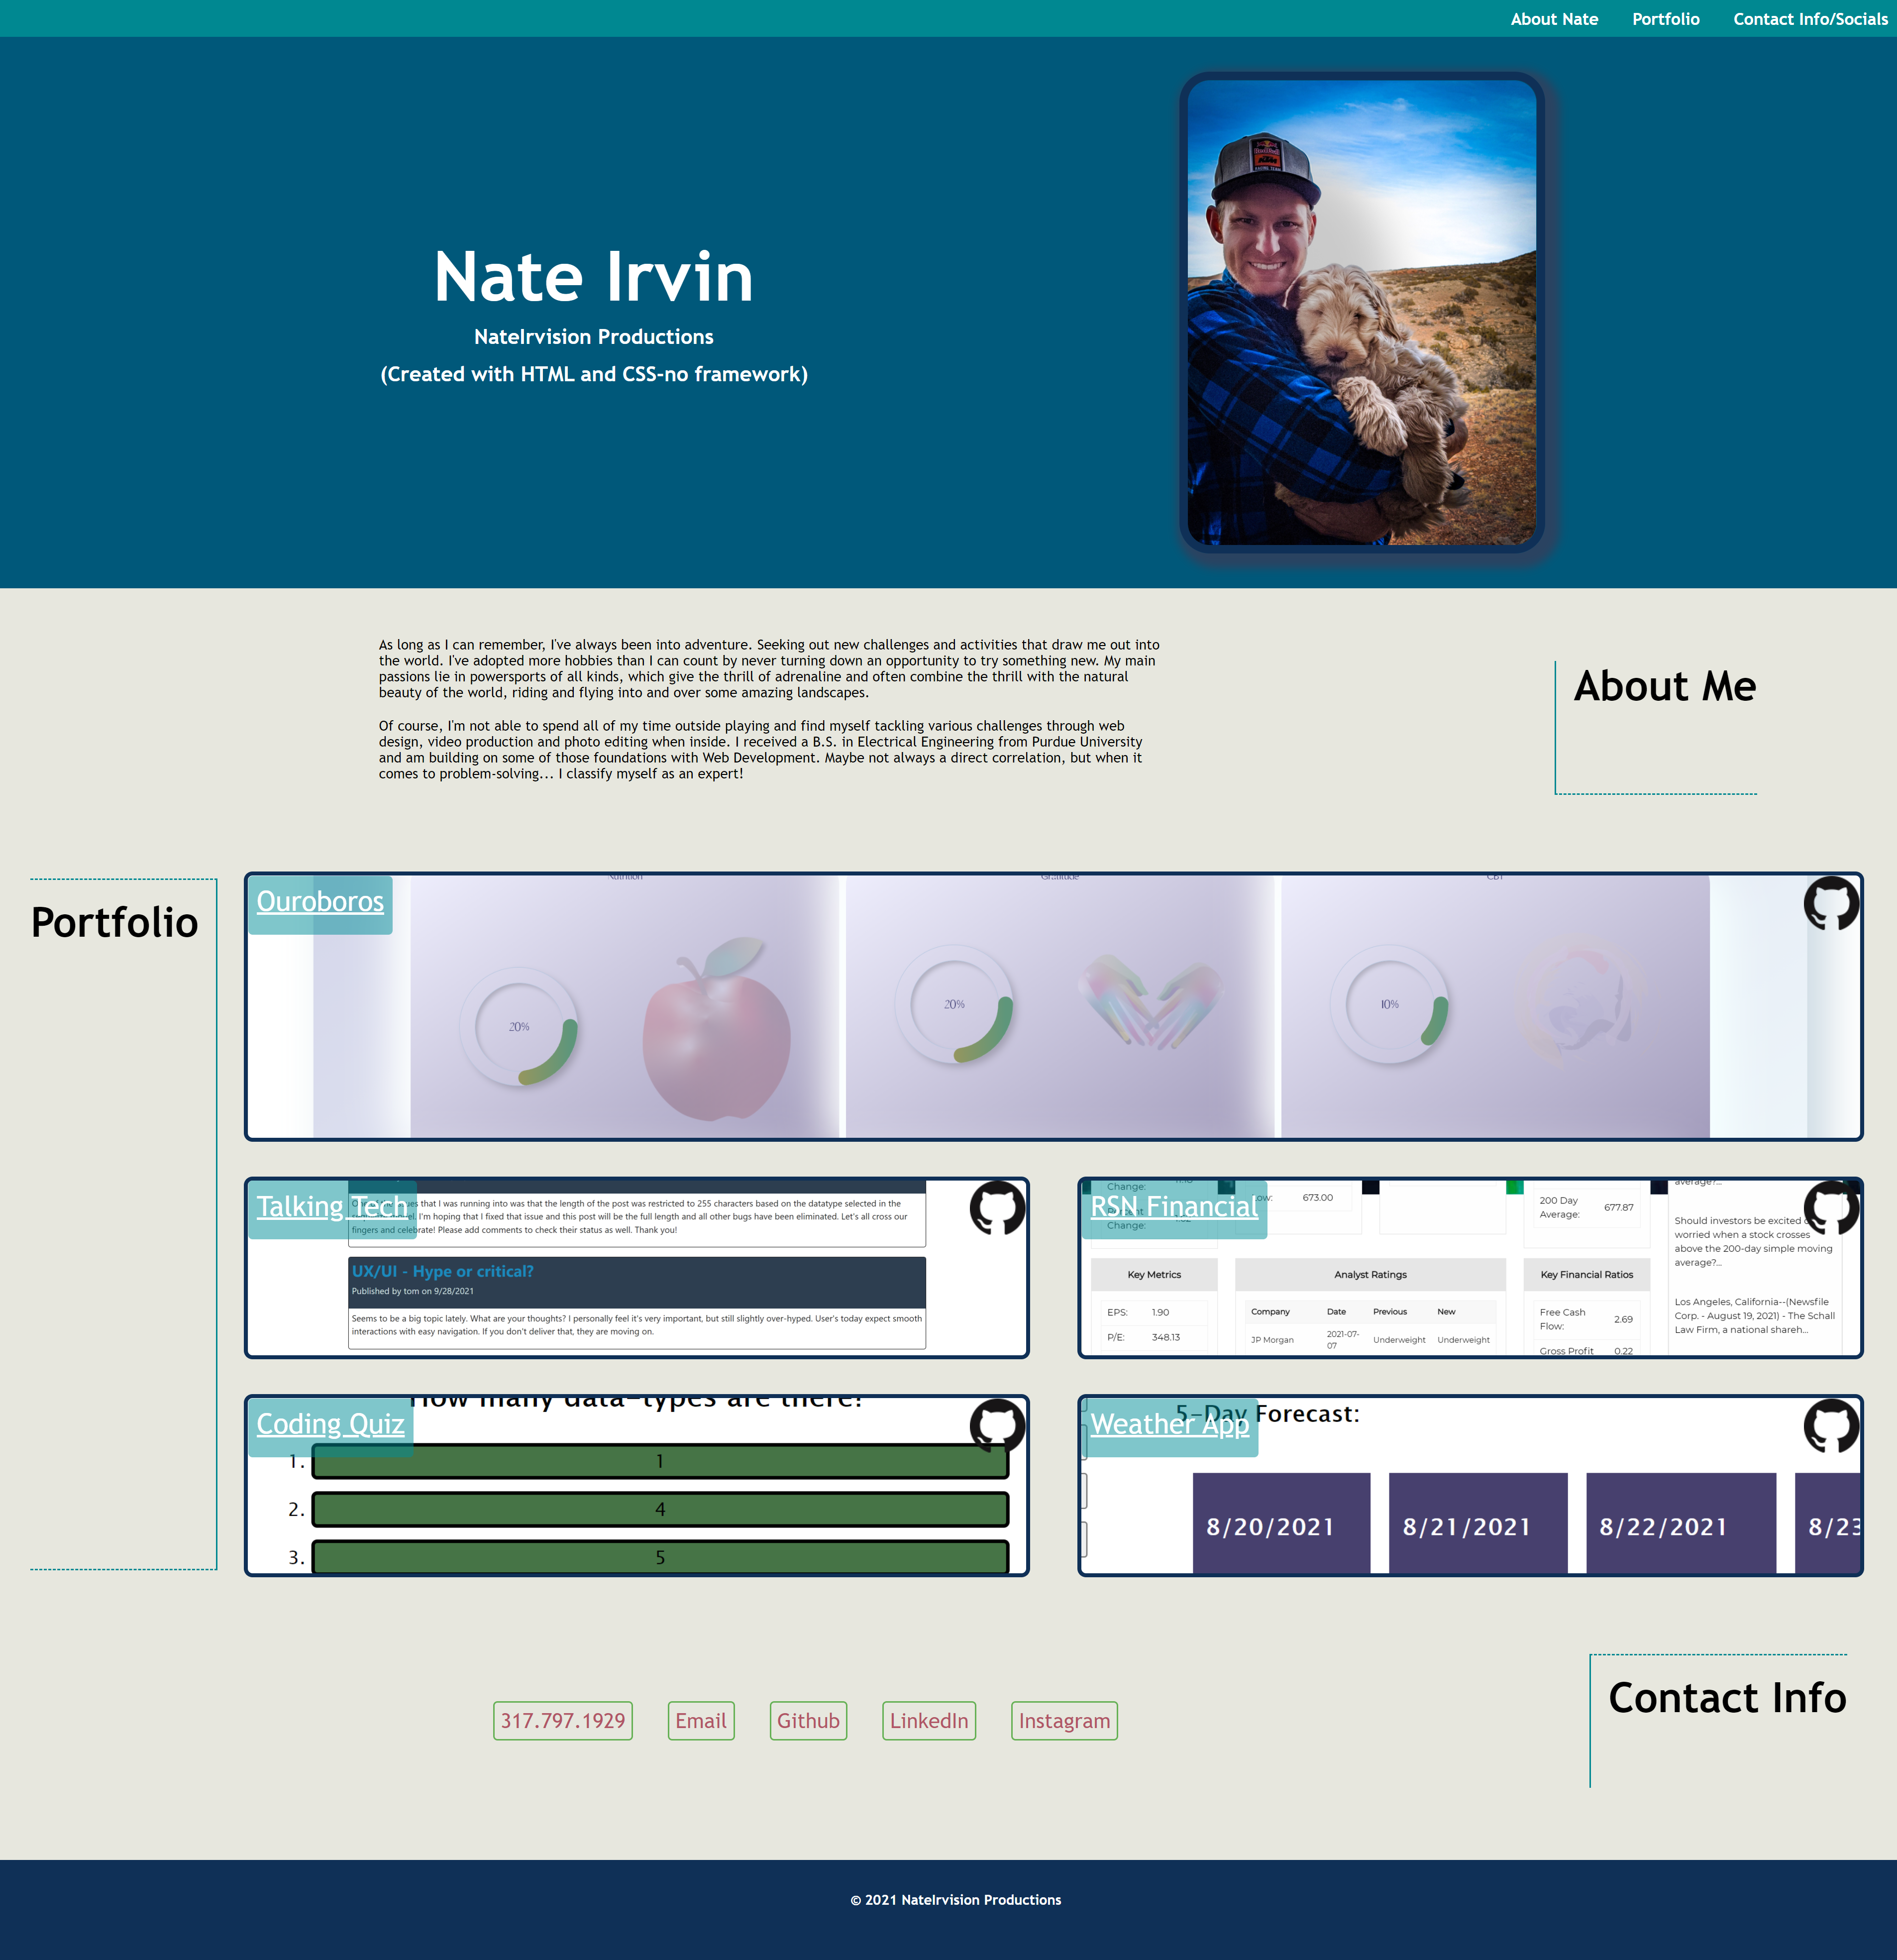 About Nate Portfolio Contact Info/Socials
Nate Irvin
NateIrvision Productions
(Created with HTML and CSS-no framework)
As long as I can remember, I've always been into adventure. Seeking out new challenges and activities that draw me out into
the world. I've adopted more hobbies than I can count by never turning down an opportunity to try something new. My main
passions lie in powersports of all kinds, which give the thrill of adrenaline and often combine the thrill with the natural
beauty of the world, riding and flying into and over some amazing landscapes.
Of course, I'm not able to spend all of my time outside playing and find myself tackling various challenges through web
design, video production and photo editing when inside. I received a B.S. in Electrical Engineering from Purdue University
and am building on some of those foundations with Web Development. Maybe not always a direct correlation, but when it
comes to problem-solving... I classify myself as an expert!
About Me
Portfolio
Ouroboros
Nutrition
Gratitude
CBT
20%
20%
10%
Talking Tech
that I was running into was that the length of the post was restricted to 255 characters based on the datatype selected in the
I'm hoping that I fixed that issue and this post will be the full length and all other bugs have been eliminated. Let's all cross our
fingers and celebrate! Please add comments to check their status as well. Thank you!
UX/UI - Hype or critical?
Published by tom on 9/28/2021
Seems to be a big topic lately. What are your thoughts? I personally feel it's very important, but still slightly over-hyped. User's today expect smooth
interactions with easy navigation. If you don't deliver that, they are moving on.
RSN Financial
Change:
Percent
Change:
Low: 673.00
200 Day
Average: 677.87
average?...
Should investors be excited
worried when a stock crosses
above the 200-day simple moving
average?...
Los Angeles, California--(Newsfile
Corp. - August 19, 2021) - The Schall
Law Firm, a national shareh...
Key Metrics
EPS: 1.90
P/E: 348.13
Analyst Ratings
Company Date Previous New
JP Morgan 2021-07-07 Underweight Underweight
Key Financial Ratios
Free Cash
Flow: 2.69
Gross Profit 0.22
Coding Quiz
How many data-types are there?
1. 1
2. 4
3. 5
Weather App
5-Day Forecast:
8/20/2021 8/21/2021 8/22/2021 8/23
Contact Info
317.797.1929 Email Github LinkedIn Instagram
© 2021 NateIrvision Productions